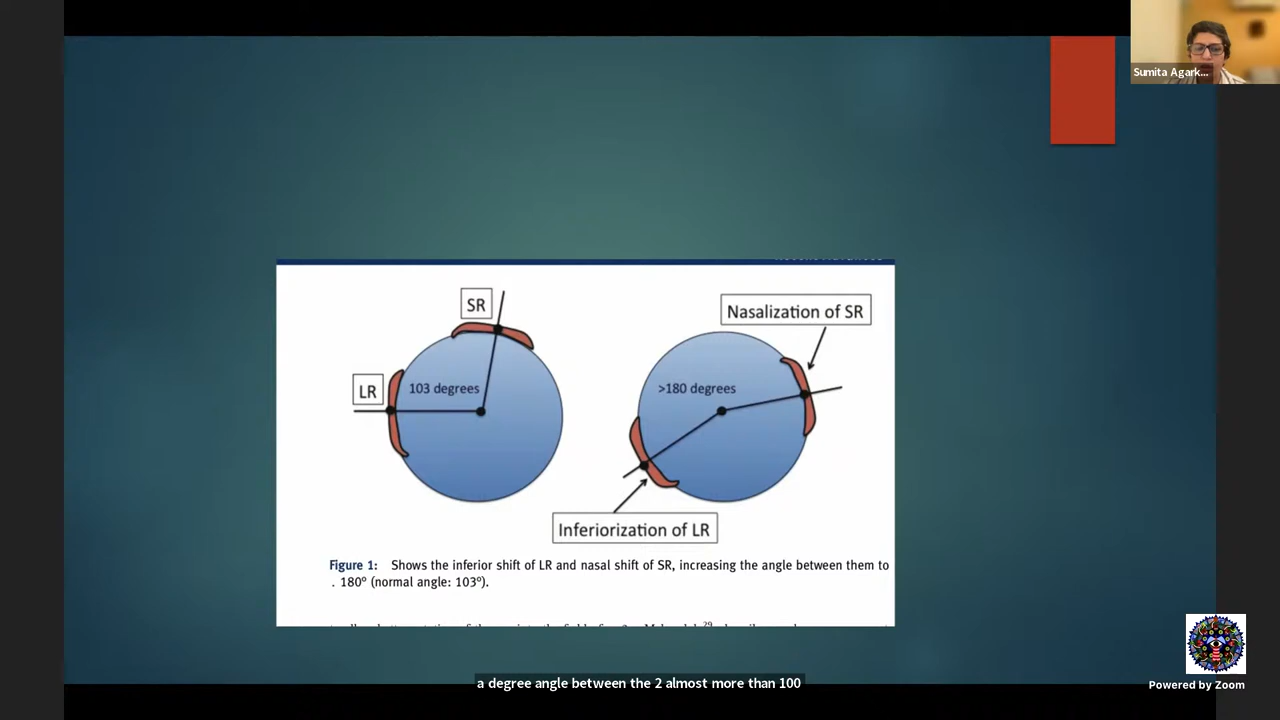 Sumita Agark...
SR
Nasalization of SR
LR
103 degrees
>180 degrees
Inferiorization of LR
Figure 1: Shows the inferior shift of LR and nasal shift of SR, increasing the angle between them to
. 180° (normal angle: 103°).
29
a degree angle between the 2 almost more than 100
Powered by Zoom